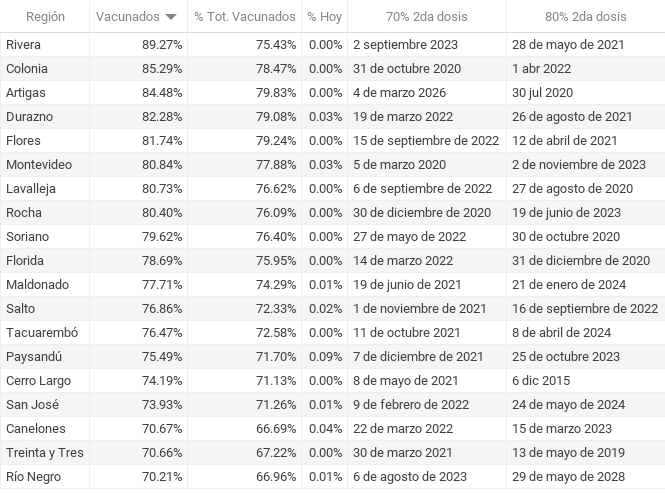 Región Vacunados % Tot. Vacunados % Hoy 70% 2da dosis 80% 2da dosis
Rivera 89.27% 75.43% 0.00% 2 septiembre 2023 28 de mayo de 2021
Colonia 85.29% 78.47% 0.00% 31 de octubre 2020 1 abr 2022
Artigas 84.48% 79.83% 0.00% 4 de marzo 2026 30 jul 2020
Durazno 82.28% 79.08% 0.03% 19 de marzo 2022 26 de agosto de 2021
Flores 81.74% 79.24% 0.00% 15 de septiembre de 2022 12 de abril de 2021
Montevideo 80.84% 77.88% 0.03% 5 de marzo 2020 2 de noviembre de 2023
Lavalleja 80.73% 76.62% 0.00% 6 de septiembre de 2022 27 de agosto de 2020
Rocha 80.40% 76.09% 0.00% 30 de diciembre de 2020 19 de junio de 2023
Soriano 79.62% 76.40% 0.00% 27 de mayo de 2022 30 de octubre 2020
Florida 78.69% 75.95% 0.00% 14 de marzo 2022 31 de diciembre de 2020
Maldonado 77.71% 74.29% 0.01% 19 de junio de 2021 21 de enero de 2024
Salto 76.86% 72.33% 0.02% 1 de noviembre de 2021 16 de septiembre de 2022
Tacuarembó 76.47% 72.58% 0.00% 11 de octubre 2021 8 de abril de 2024
Paysandú 75.49% 71.70% 0.09% 7 de diciembre de 2021 25 de octubre 2023
Cerro Largo 74.19% 71.13% 0.00% 8 de mayo de 2021 6 dic 2015
San José 73.93% 71.26% 0.01% 9 de febrero de 2022 24 de mayo de 2024
Canelones 70.67% 66.69% 0.04% 22 de marzo 2022 15 de marzo 2023
Treinta y Tres 70.66% 67.22% 0.00% 30 de marzo 2021 13 de mayo de 2019
Río Negro 70.21% 66.96% 0.01% 6 de agosto de 2023 29 de mayo de 2028